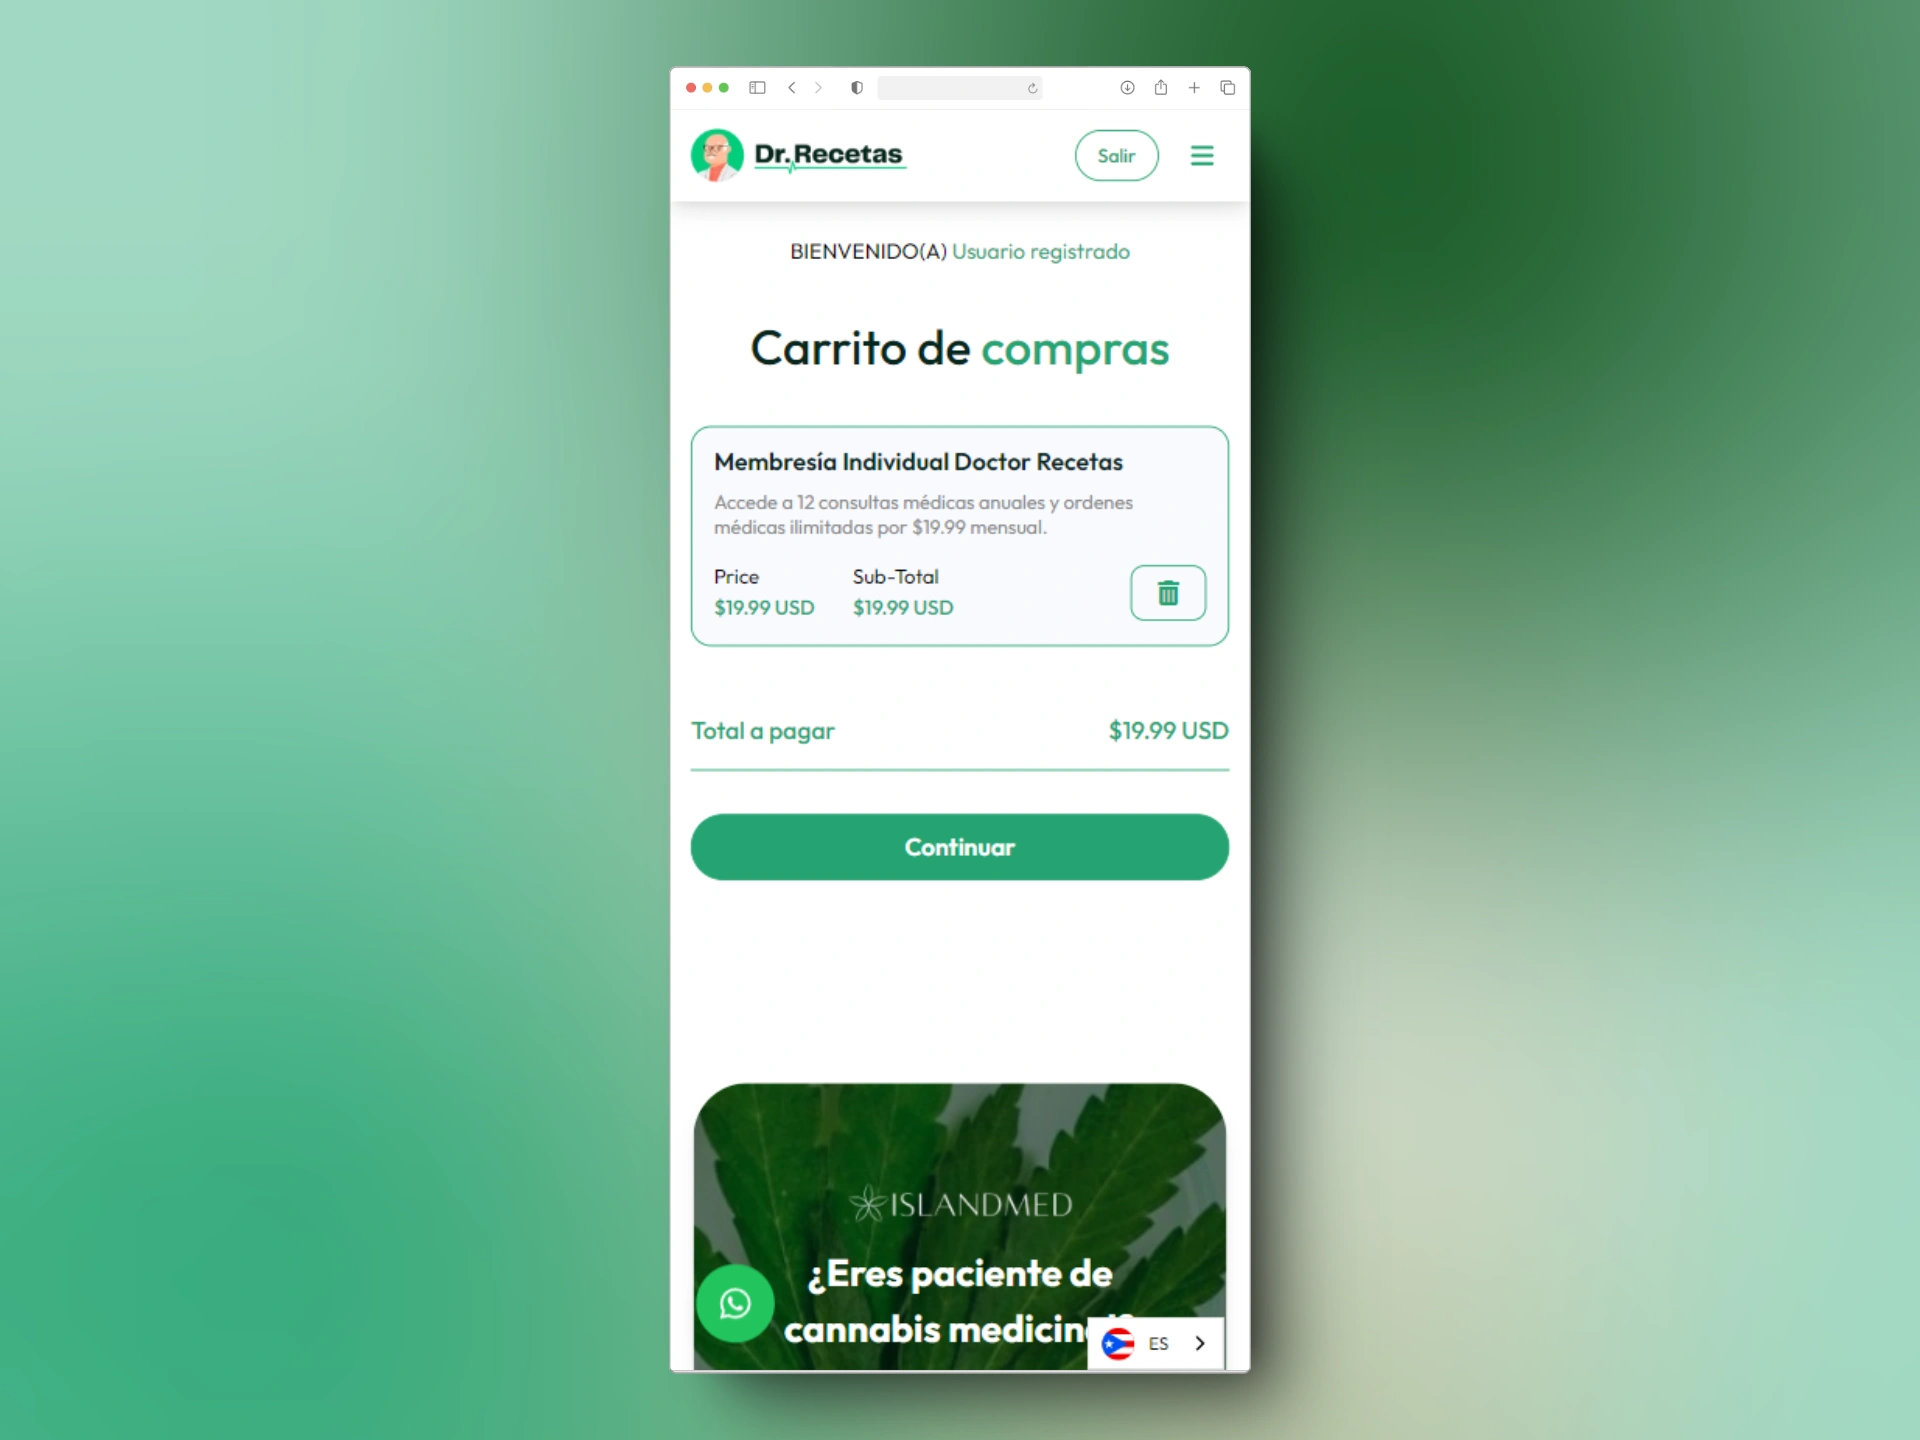 Dr.Recetas
Salir
BIENVENIDO(A) Usuario registrado
Carrito de compras
Membresía Individual Doctor Recetas
Accede a 12 consultas médicas anuales y ordenes
médicas ilimitadas por $19.99 mensual.
Price
Sub-Total
$19.99 USD
$19.99 USD
Total a pagar
$19.99 USD
Continuar
ISLANDMED
¿Eres paciente de
cannabis
ES